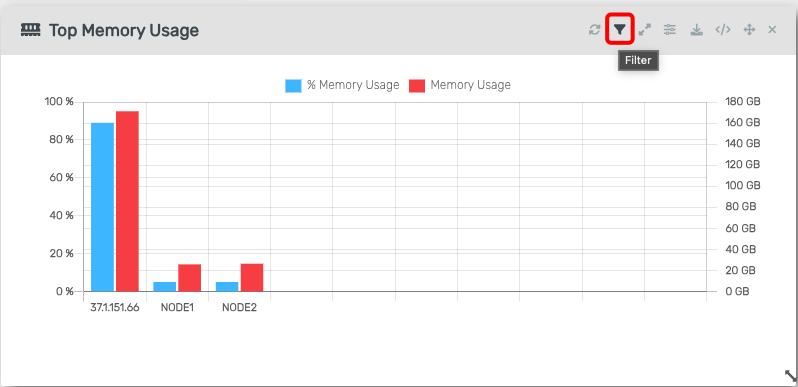 Top Memory Usage
Filter
% Memory Usage Memory Usage
100 % 180 GB
160 GB
80 % 140 GB
120 GB
60 % 100 GB
40 % 80 GB
60 GB
20 % 40 GB
20 GB
0 % 0 GB
37.1.151.66 NODE1 NODE2